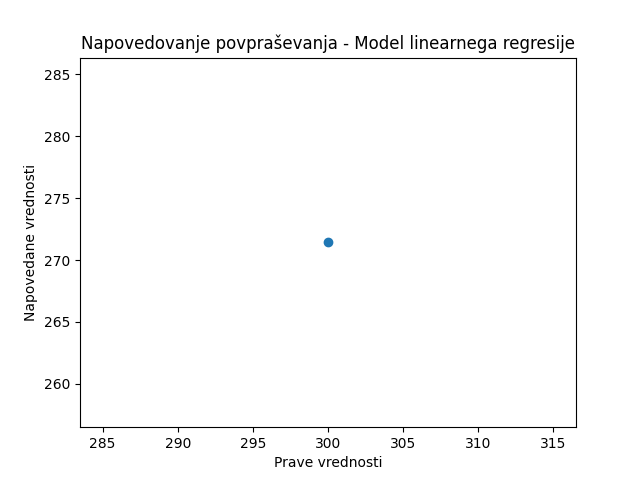 Napovedovanje povpraševanja - Model linearnega regresije
Napovedane vrednosti
285
280
275
270
265
260
285 290 295 300 305 310 315
Prave vrednosti